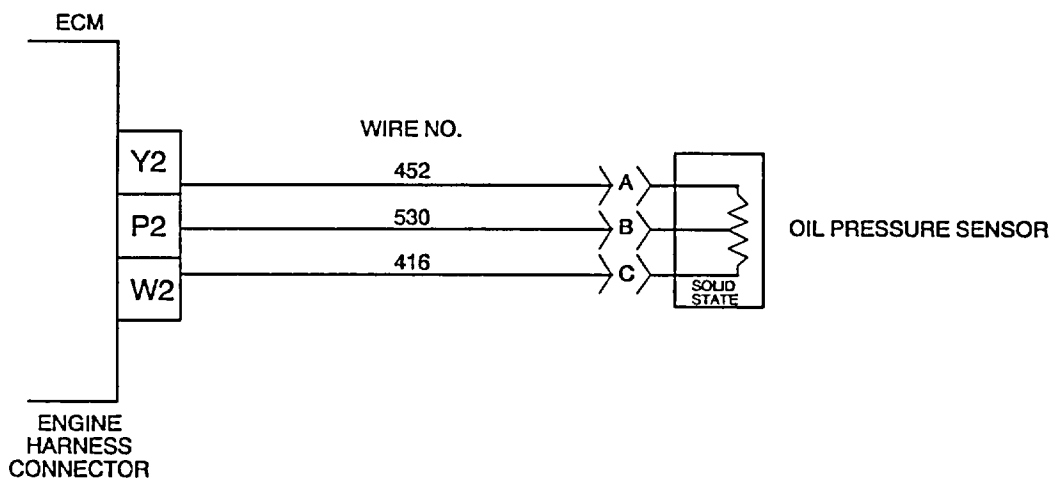 ECM
WIRE NO.
Y2
452
A
P2
530
B
OIL PRESSURE SENSOR
W2
416
C
SOLID
STATE
ENGINE
HARNESS
CONNECTOR